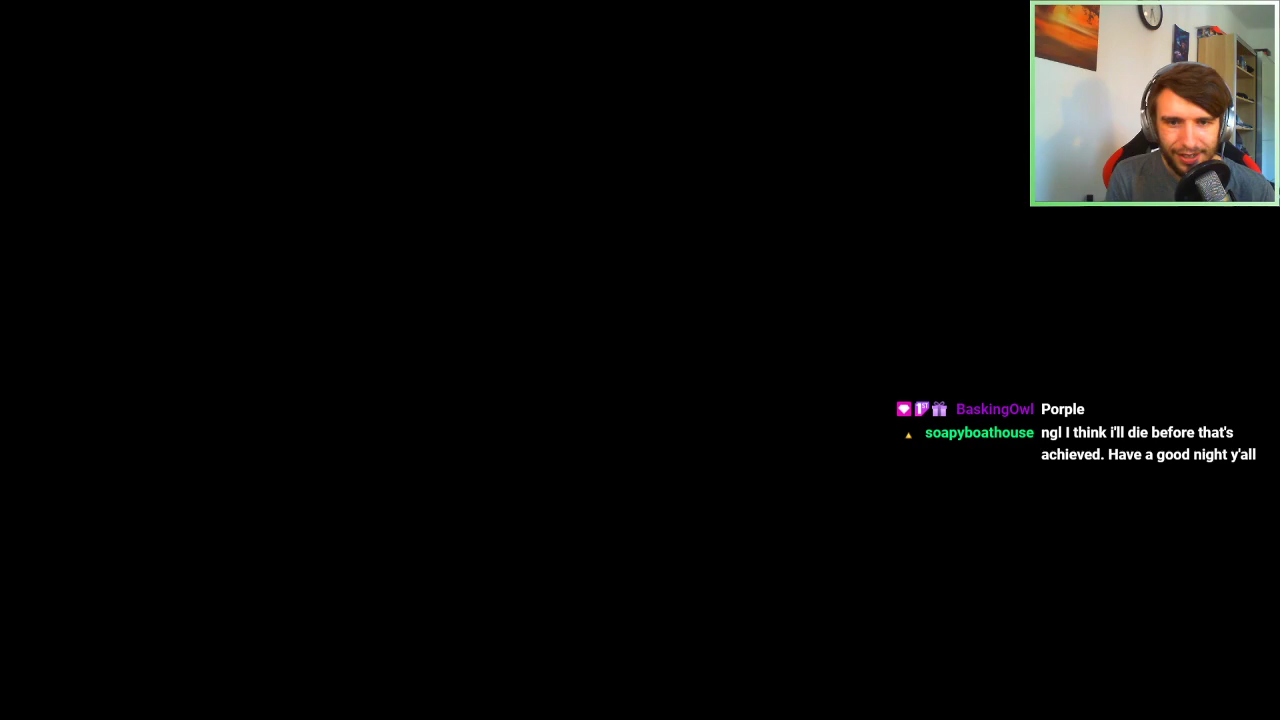 BaskingOwl Porple
soapyboathouse ngl I think i'll die before that's
achieved. Have a good night y'all